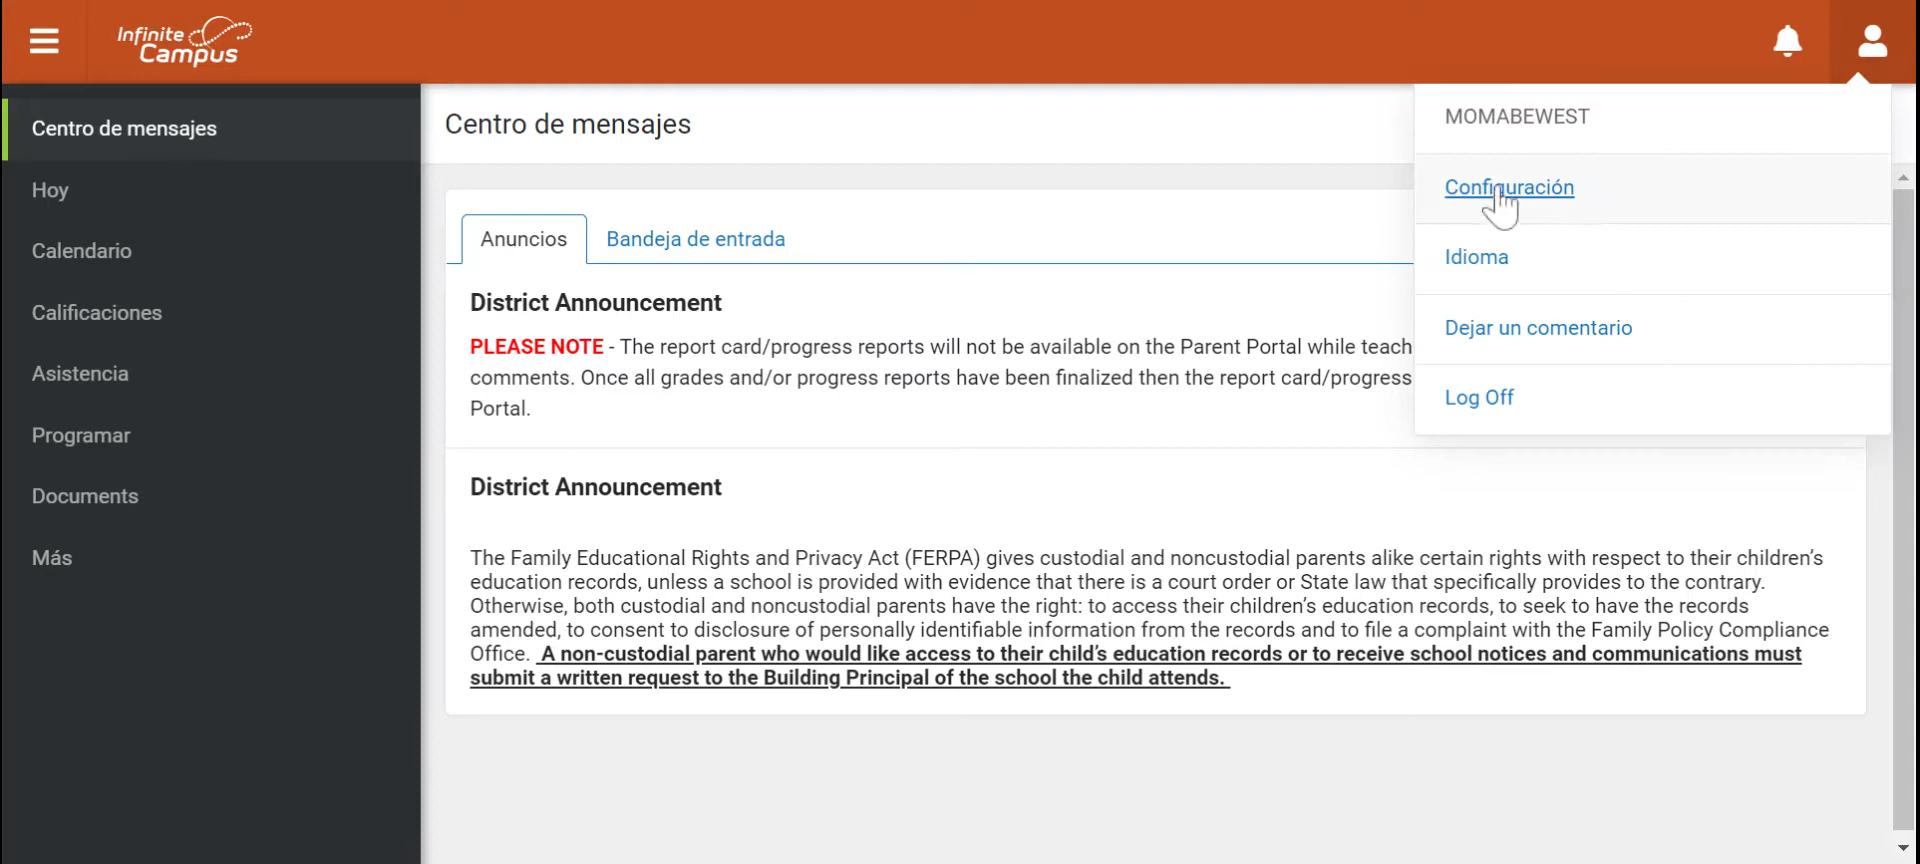 Infinite
Campus
MOMABEWEST
Configuración
Idioma
Dejar un comentario
Log Off
Centro de mensajes
Hoy
Calendario
Calificaciones
Asistencia
Programar
Documents
Más
Centro de mensajes
Anuncios Bandeja de entrada
District Announcement
PLEASE NOTE - The report card/progress reports will not be available on the Parent Portal while teach
comments. Once all grades and/or progress reports have been finalized then the report card/progress
Portal.
District Announcement
The Family Educational Rights and Privacy Act (FERPA) gives custodial and noncustodial parents alike certain rights with respect to their children’s
education records, unless a school is provided with evidence that there is a court order or State law that specifically provides to the contrary.
Otherwise, both custodial and noncustodial parents have the right: to access their children’s education records, to seek to have the records
amended, to consent to disclosure of personally identifiable information from the records and to file a complaint with the Family Policy Compliance
Office. A non-custodial parent who would like access to their child’s education records or to receive school notices and communications must
submit a written request to the Building Principal of the school the child attends.